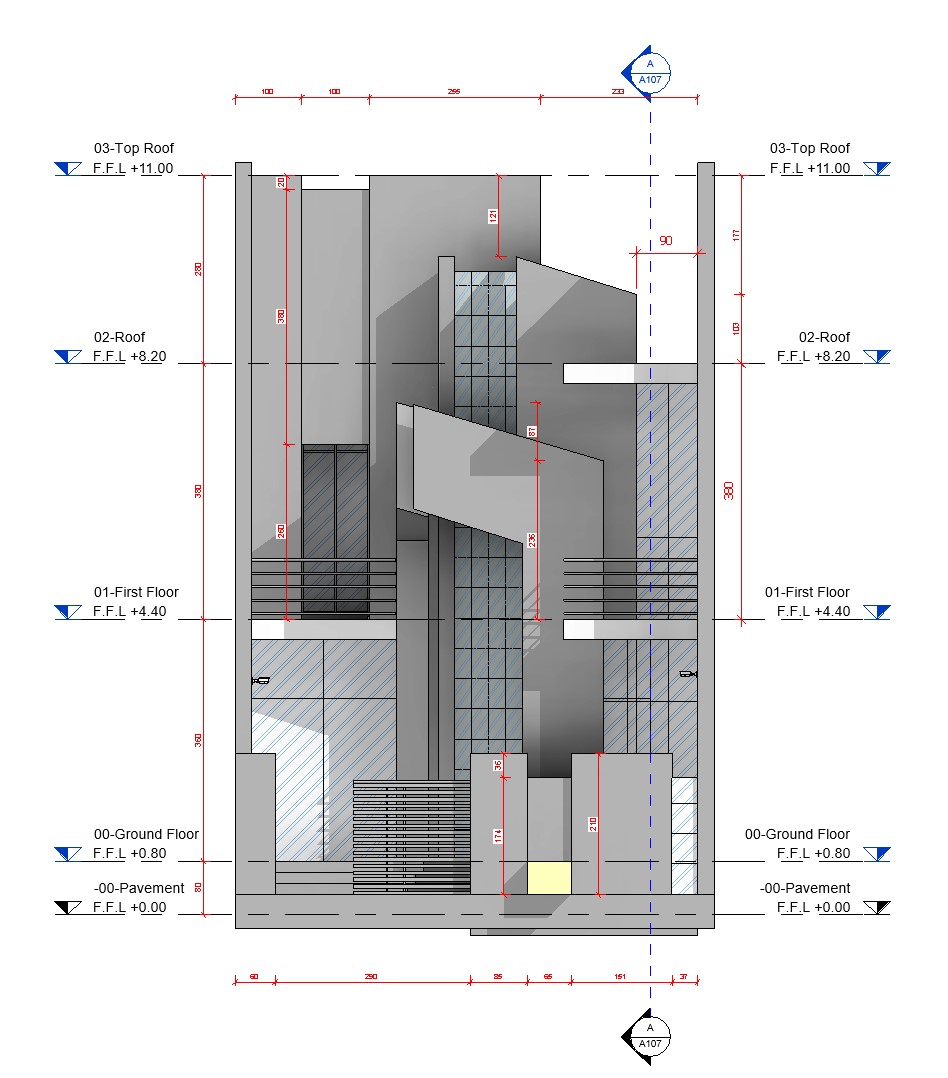 A
A107
100
100
255
233
03-Top Roof
F.F.L +11.00
03-Top Roof
F.F.L +11.00
20
121
177
90
280
380
103
02-Roof
F.F.L +8.20
02-Roof
F.F.L +8.20
87
380
380
260
236
01-First Floor
F.F.L +4.40
01-First Floor
F.F.L +4.40
360
36
174
210
00-Ground Floor
F.F.L +0.80
00-Ground Floor
F.F.L +0.80
80
-00-Pavement
F.F.L +0.00
-00-Pavement
F.F.L +0.00
60
290
85
65
151
37
A
A107